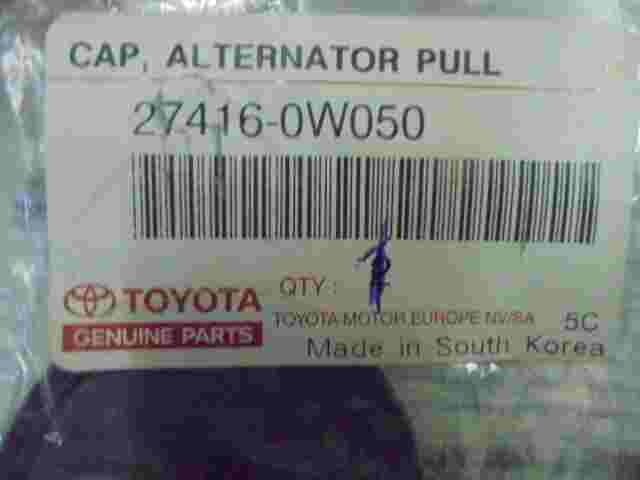 CAP, ALTERNATOR PULL
27416-0W050
QTY: 1
TOYOTA
GENUINE PARTS
TOYOTA MOTOR EUROPE NV/SA 5C
Made in South Korea